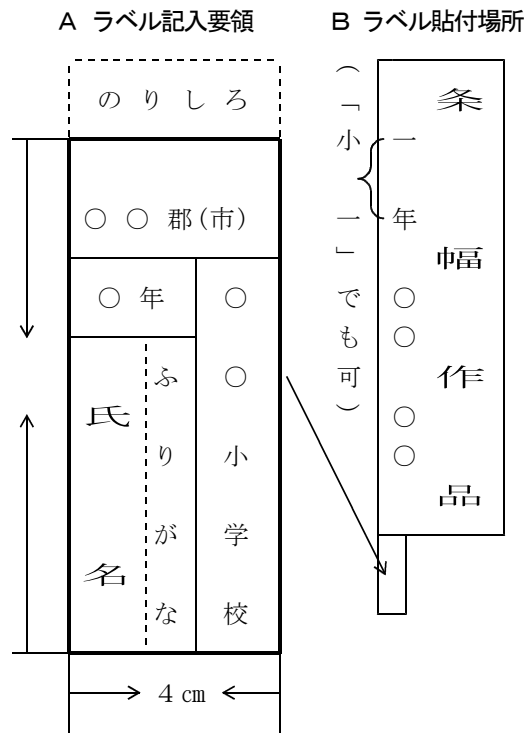 A ラベル記入要領
のりしろ
○○郡(市)
○年
○○小学校
ふりがな
氏名
4㎝
B ラベル貼付場所
条幅作品
一年 ○○ ○○
(「小一」でも可)